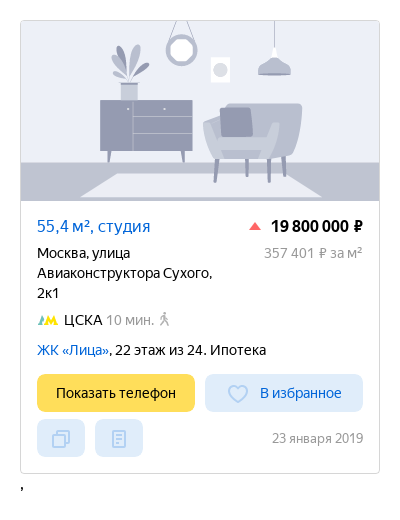 55,4 м², студия
19 800 000 ₽
Москва, улица
357 401 ₽ за м²
Авиаконструктора Сухого,
2к1
ЦСКА 10 мин.
ЖК «Лица», 22 этаж из 24. Ипотека
Показать телефон
В избранное
23 января 2019
,